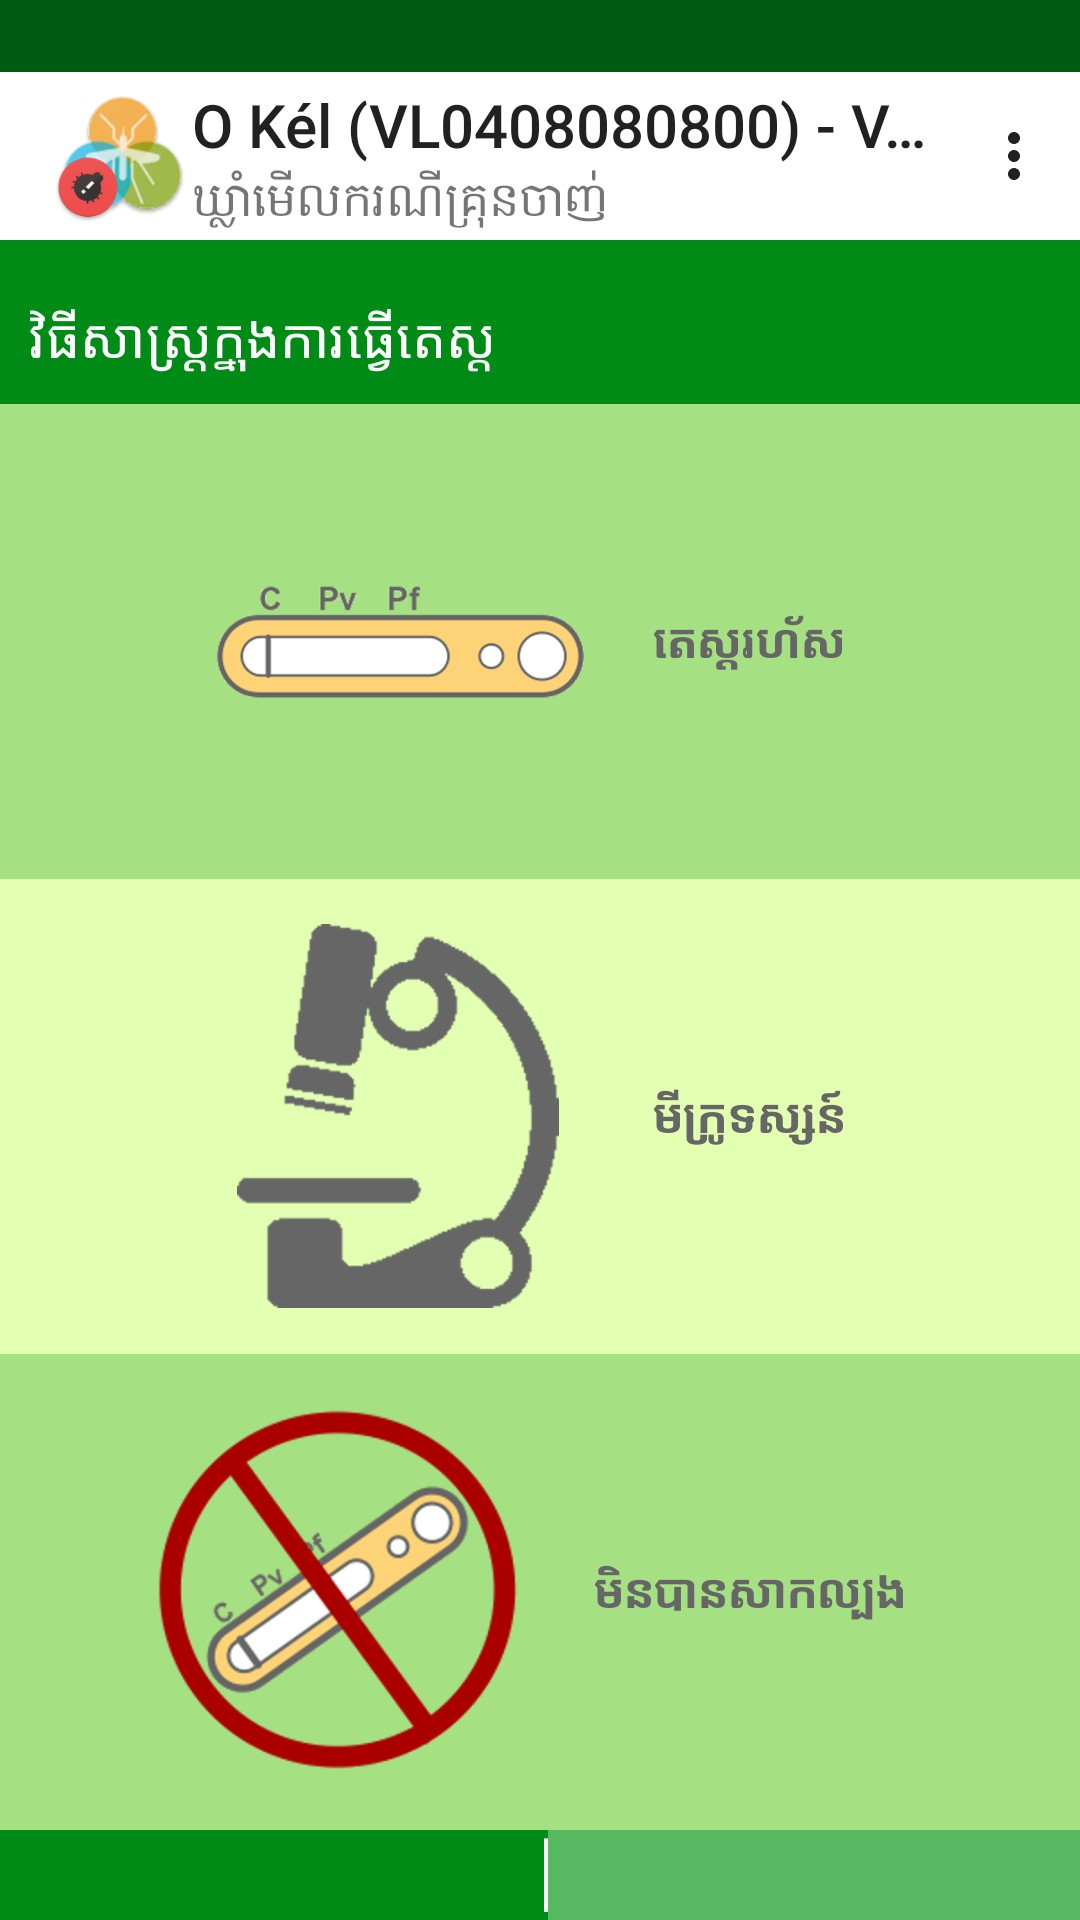 O Kél (VL0408080800) - V...
ឃ្លាំមើលករណីគ្រុនចាញ់
វិធីសាស្ត្រក្នុងការធ្វើតេស្ត
C Pv Pf
តេស្តរហ័ស
មីក្រូទស្សន៍
C Pv Pf
មិនបានសាកល្បង